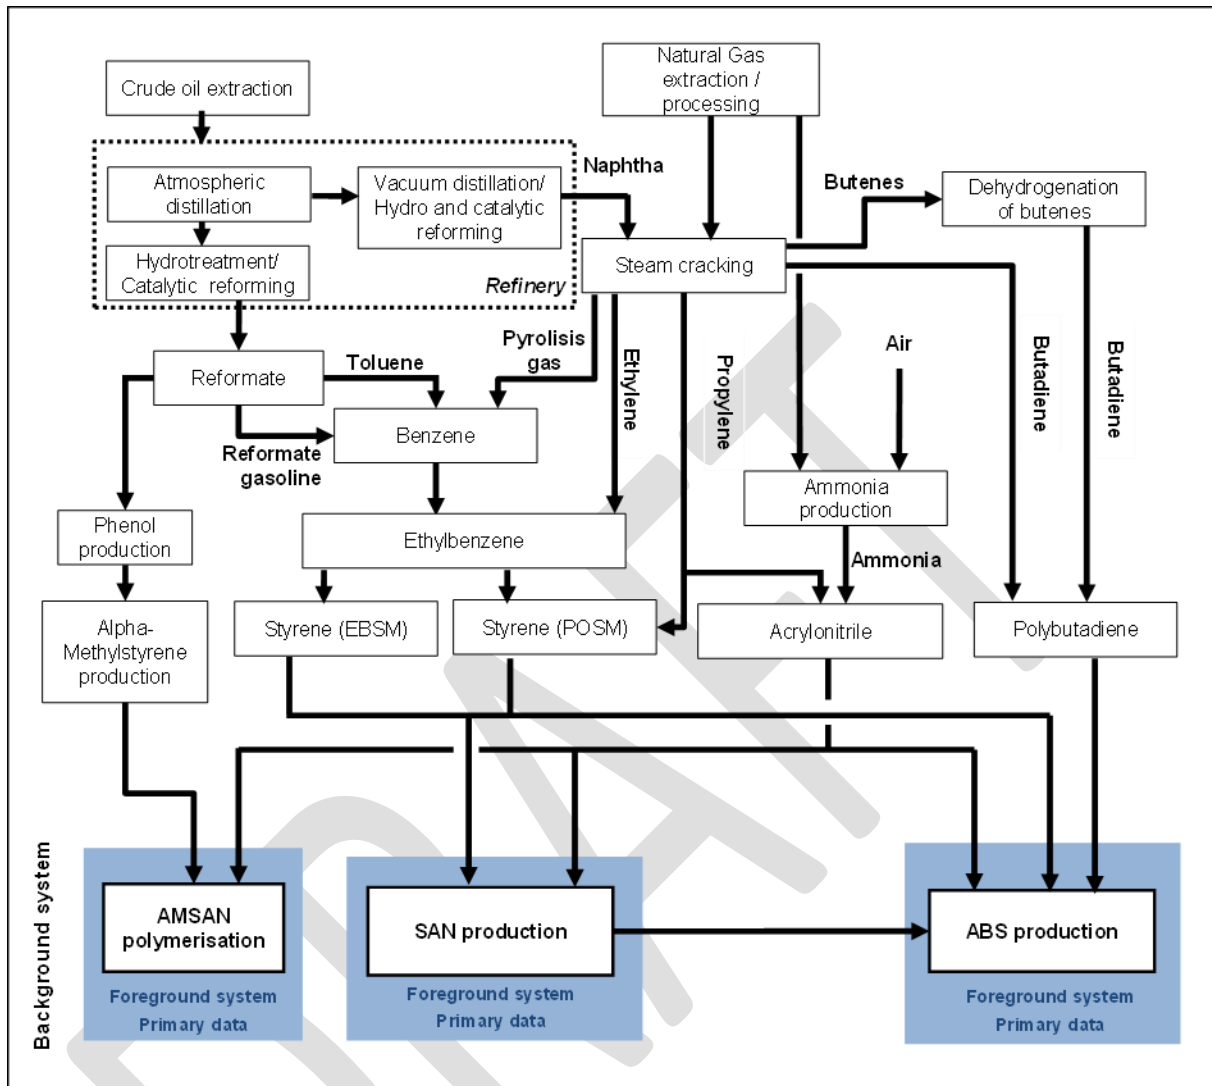 Natural Gas
extraction /
processing
Crude oil extraction
Naphtha
Butenes
Atmospheric
distillation
Vacuum distillation/
Hydro and catalytic
reforming
Dehydrogenation
of butenes
Hydrotreatment/
Catalytic reforming
Refinery
Steam cracking
Pyrolisis
gas
Ethylene
Propylene
Air
Butadiene
Butadiene
Toluene
Reformate
Benzene
Reformate
gasoline
Ammonia
production
Phenol
production
Ethylbenzene
Ammonia
Alpha-
Methylstyrene
production
Styrene (EBSM)
Styrene (POSM)
Acrylonitrile
Polybutadiene
Background system
AMSAN
polymerisation
SAN production
ABS production
Foreground system
Primary data
Foreground system
Primary data
Foreground system
Primary data
DRAFT